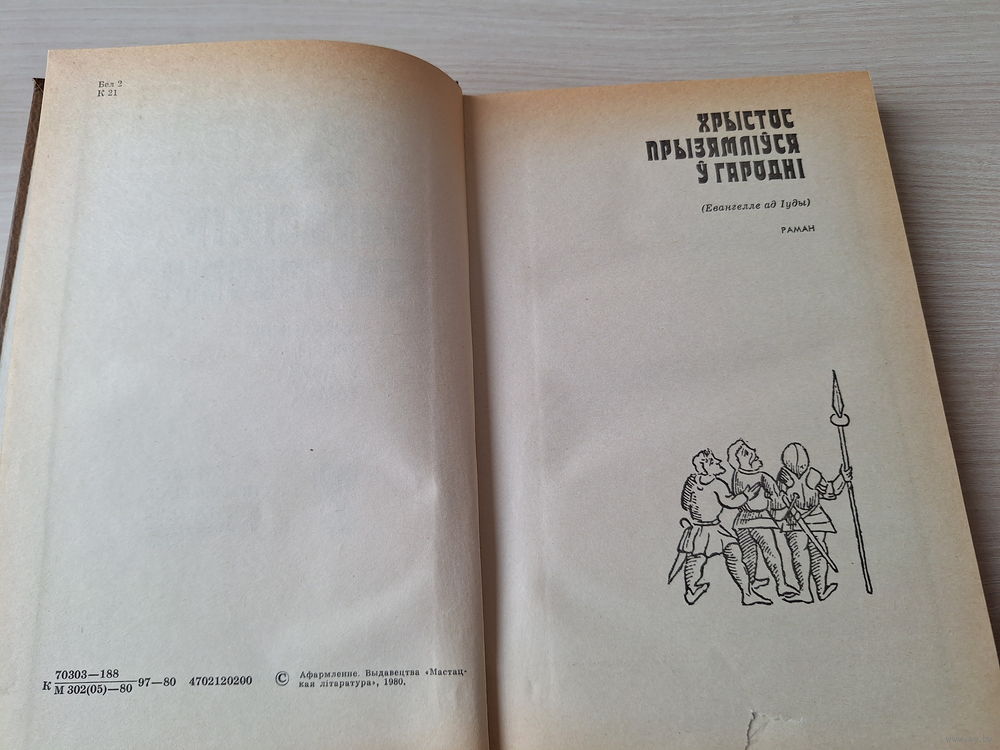 Бел 2
К 21
К 70303—188
М 302(05)—80 97—80 4702120200
© Афармленне. Выдавецтва «Мастац-
кая літаратура», 1980.
ХРЫСТОС
ПРЫЗЯМЛІЎСЯ
Ў ГАРОДНІ
(Евангелле ад Іуды)
РАМАН